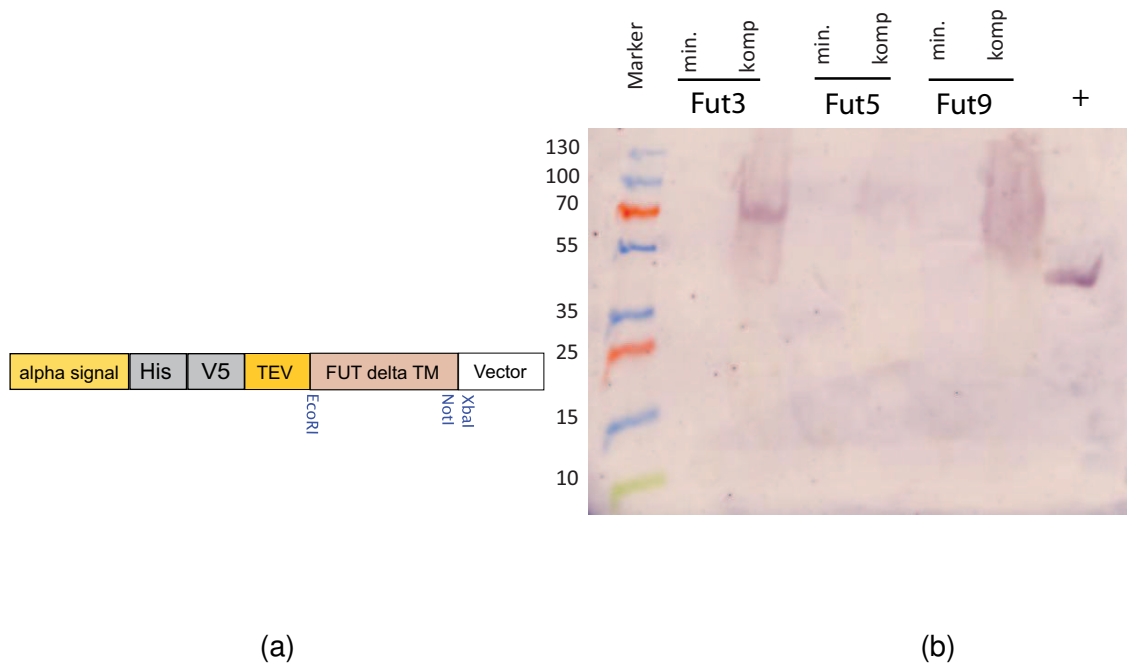 alpha signal His V5 TEV FUT delta TM Vector
EcoRI NotI XbaI
(a)
Marker min. komp min. komp min. komp
Fut3 Fut5 Fut9 +
130
100
70
55
35
25
15
10
(b)